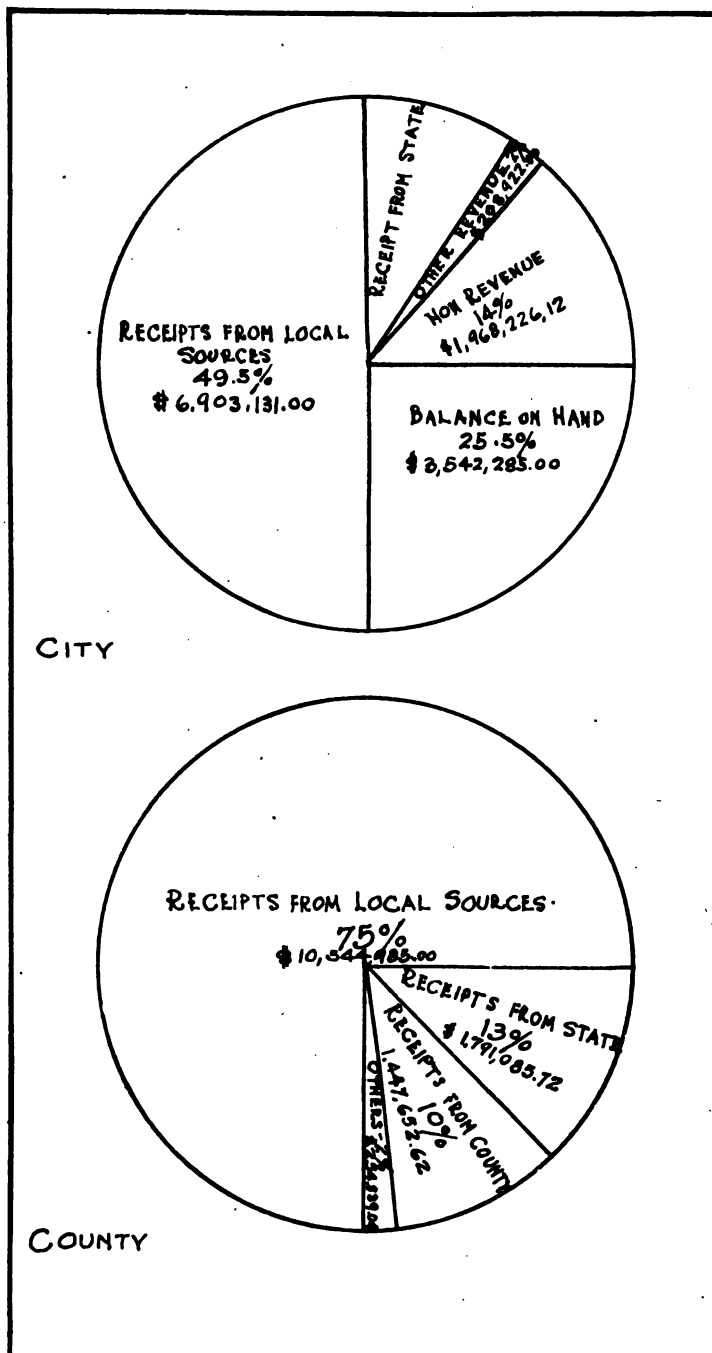 RECEIPT FROM STATE
OTHER REVENUE
NON REVENUE
14%
$1,968,226,12
RECEIPTS FROM LOCAL
SOURCES
49.5%
$6,903,131.00
BALANCE ON HAND
25.5%
$3,542,285.00
CITY
RECEIPTS FROM LOCAL SOURCES.
75%
RECEIPTS FROM STATE
13%
$1,791,085.72
RECEIPTS FROM COUNTY
10%
1,447,652.62
OTHERS-2%
COUNTY